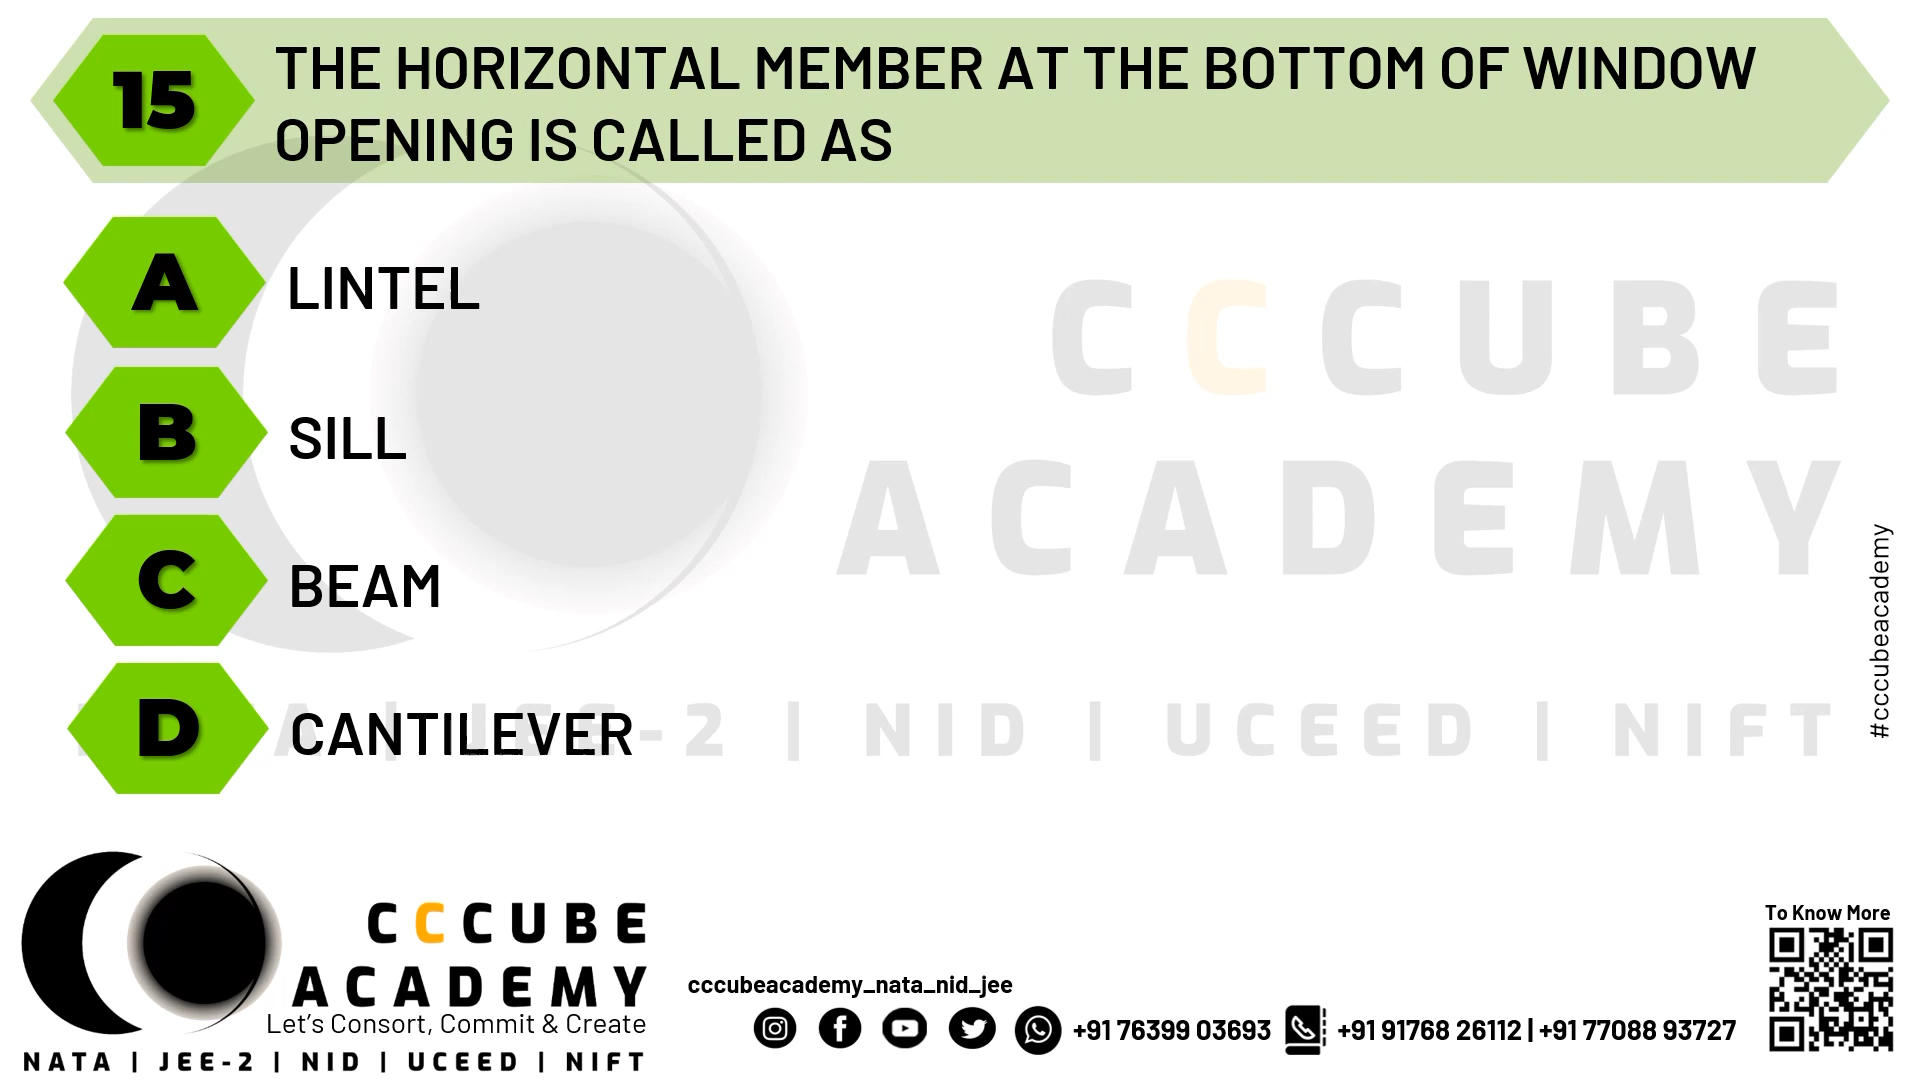 15
THE HORIZONTAL MEMBER AT THE BOTTOM OF WINDOW
OPENING IS CALLED AS
A
LINTEL
B
SILL
C
BEAM
D
CANTILEVER
CCCUBE
ACADEMY
A | JEE-2 | NID | UCEED | NIFT
#cccubeacademy
CCCUBE
ACADEMY
Let's Consort, Commit & Create
NATA | JEE-2 | NID | UCEED | NIFT
cccubeacademy_nata_nid_jee
+91 76399 03693
+91 91768 26112 | +91 77088 93727
To Know More